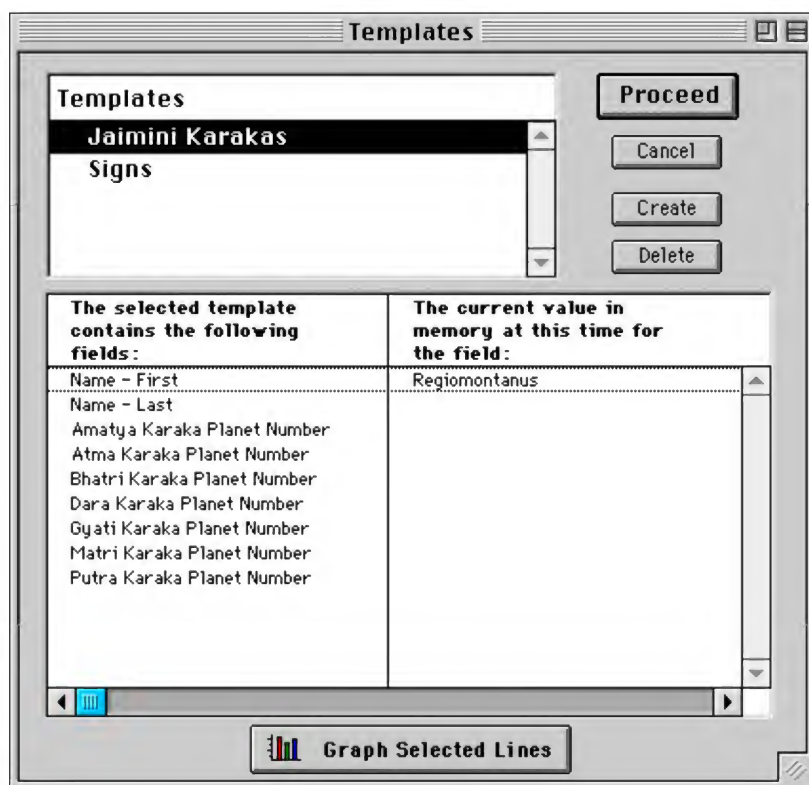 Templates
Templates
Jaimini Karakas
Signs
Proceed
Cancel
Create
Delete
The selected template
contains the following
fields:
The current value in
memory at this time for
the field:
Name - First
Regiomontanus
Name - Last
Amatya Karaka Planet Number
Atma Karaka Planet Number
Bhatri Karaka Planet Number
Dara Karaka Planet Number
Gyati Karaka Planet Number
Matri Karaka Planet Number
Putra Karaka Planet Number
Graph Selected Lines